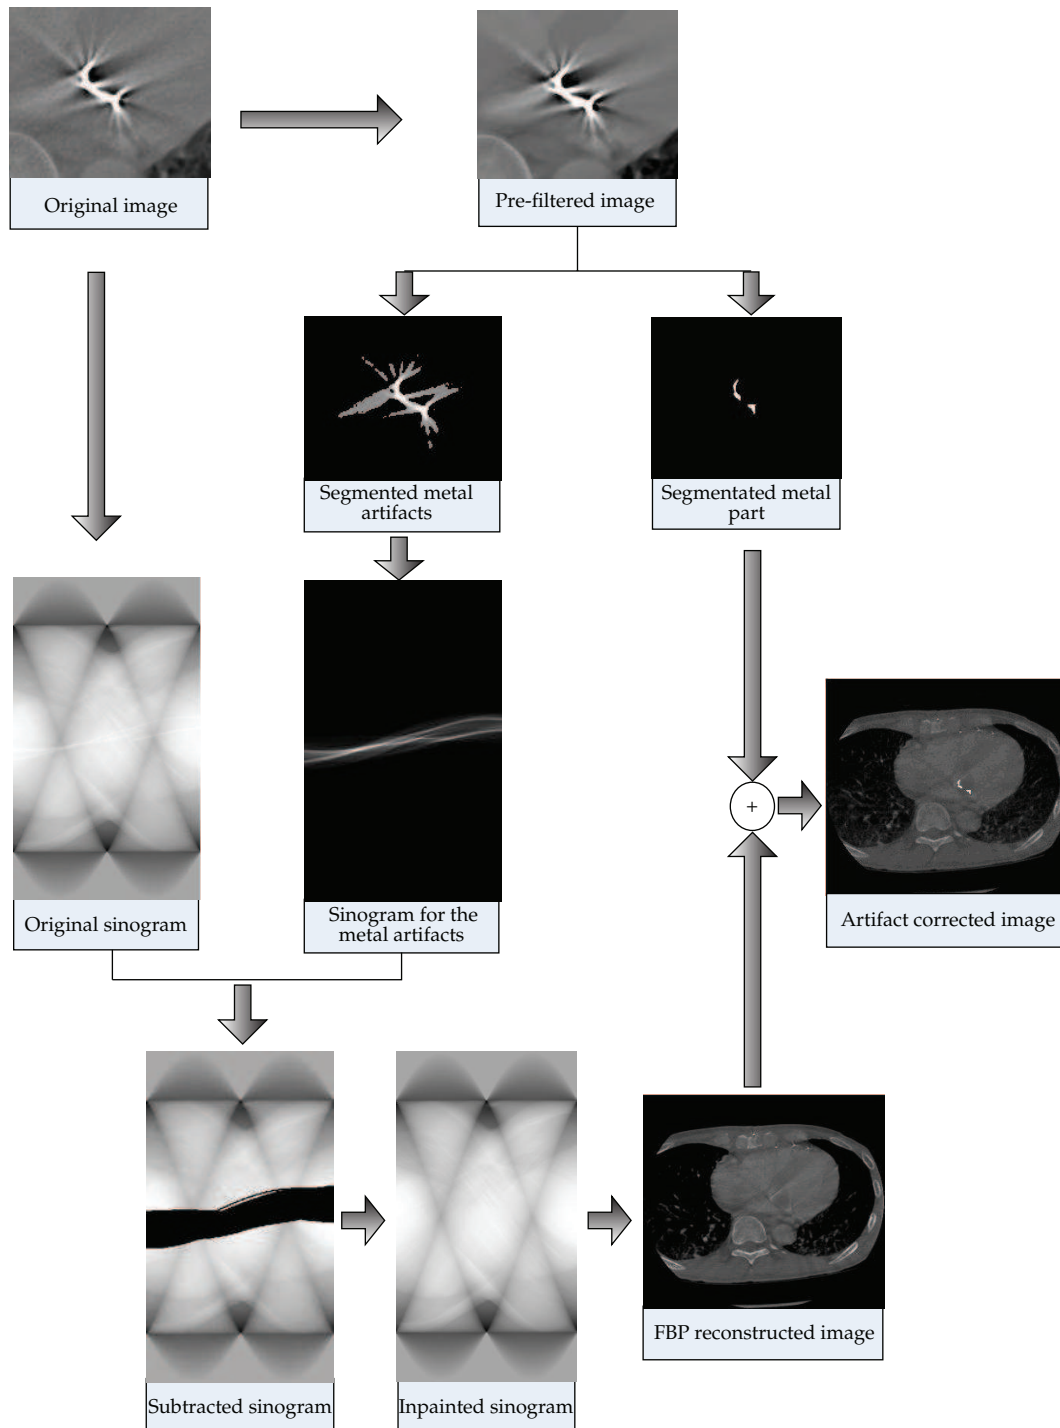 Original image
Pre-filtered image
Segmented metal
artifacts
Segmentated metal
part
Original sinogram
Sinogram for the
metal artifacts
+
Artifact corrected image
Subtracted sinogram
Inpainted sinogram
FBP reconstructed image